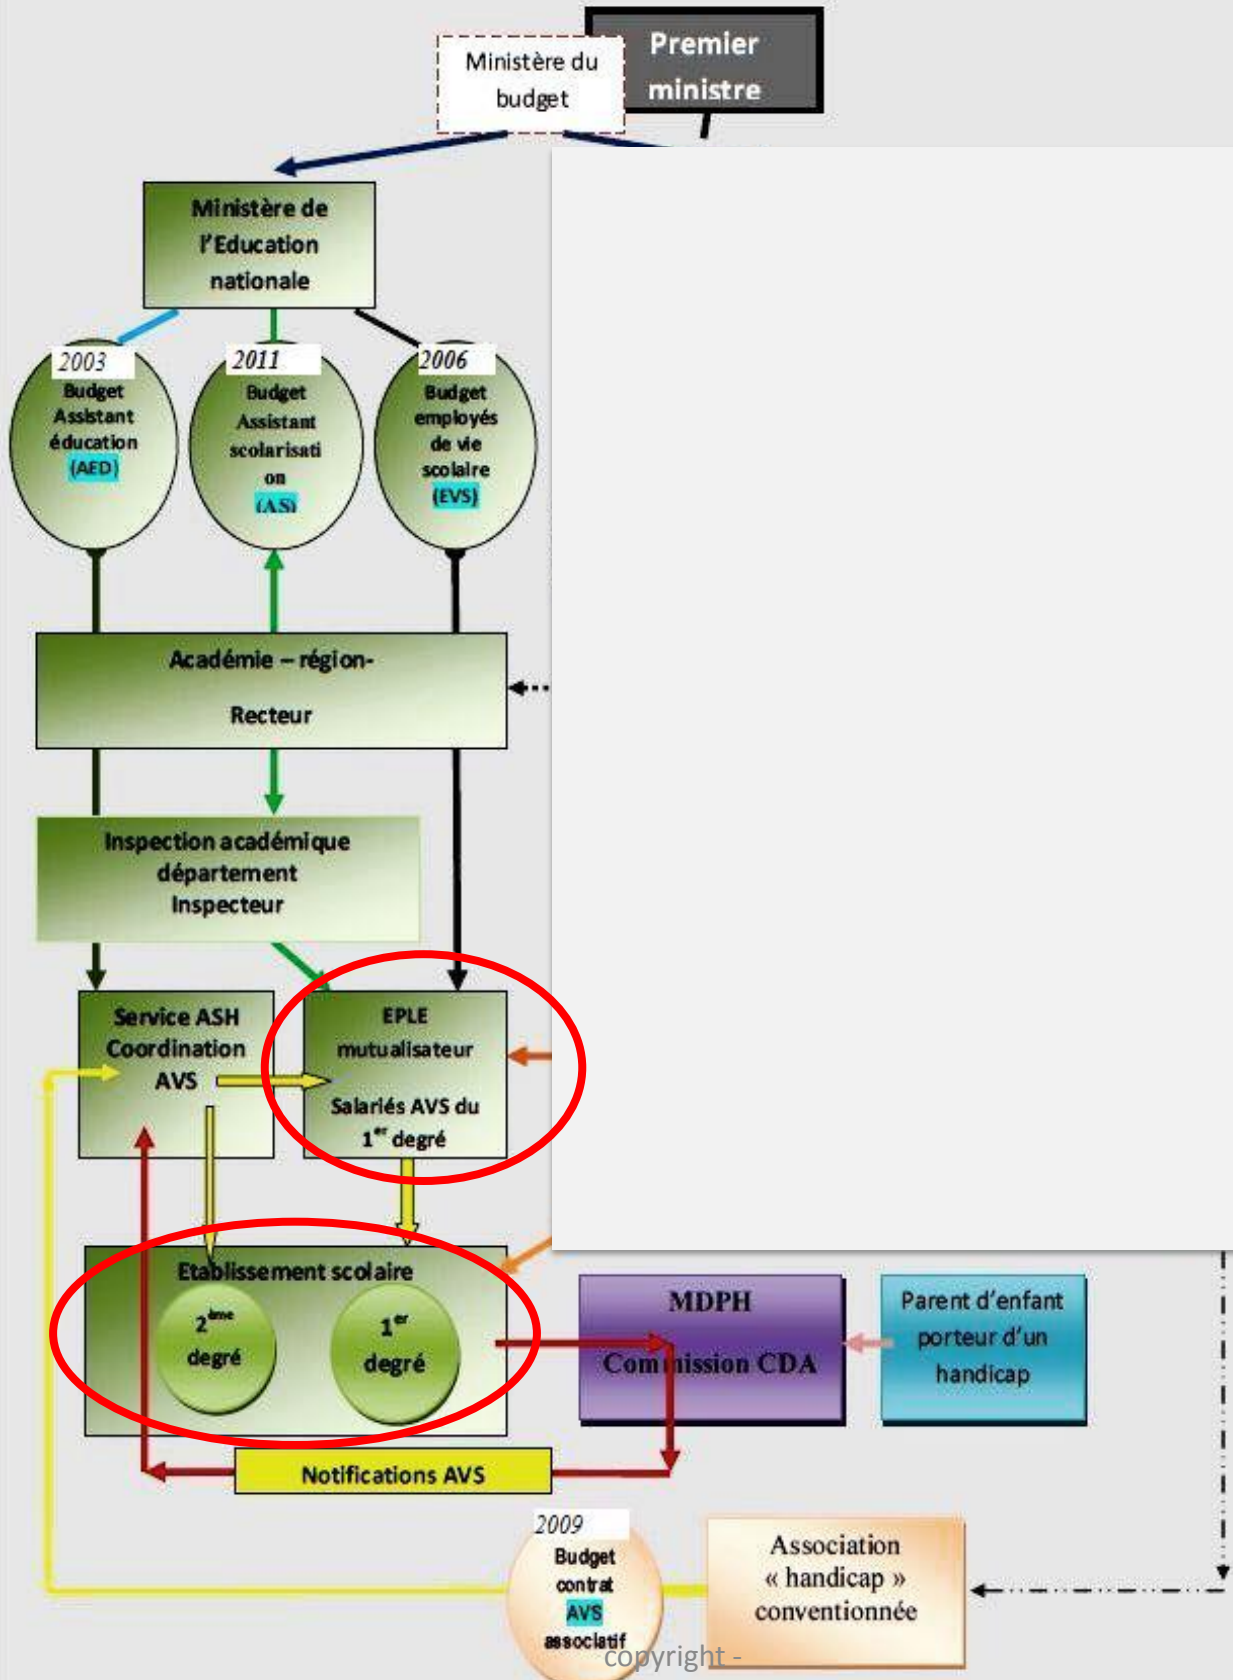 Premier
ministre
Ministère du
budget
Ministère de
l'Education
nationale
2003
Budget
Assistant
éducation
(AED)
2011
Budget
Assistant
scolarisati
on
(AS)
2006
Budget
employés
de vie
scolaire
(EVS)
Académie – région-
Recteur
Inspection académique
département
Inspecteur
Service ASH
Coordination
AVS
EPLE
mutualisateur
Salariés AVS du
1er degré
Etablissement scolaire
2ème
degré
1er
degré
MDPH
Commission CDA
Parent d'enfant
porteur d'un
handicap
Notifications AVS
2009
Budget
contrat
AVS
associatif
Association
« handicap »
conventionnée
copyright -